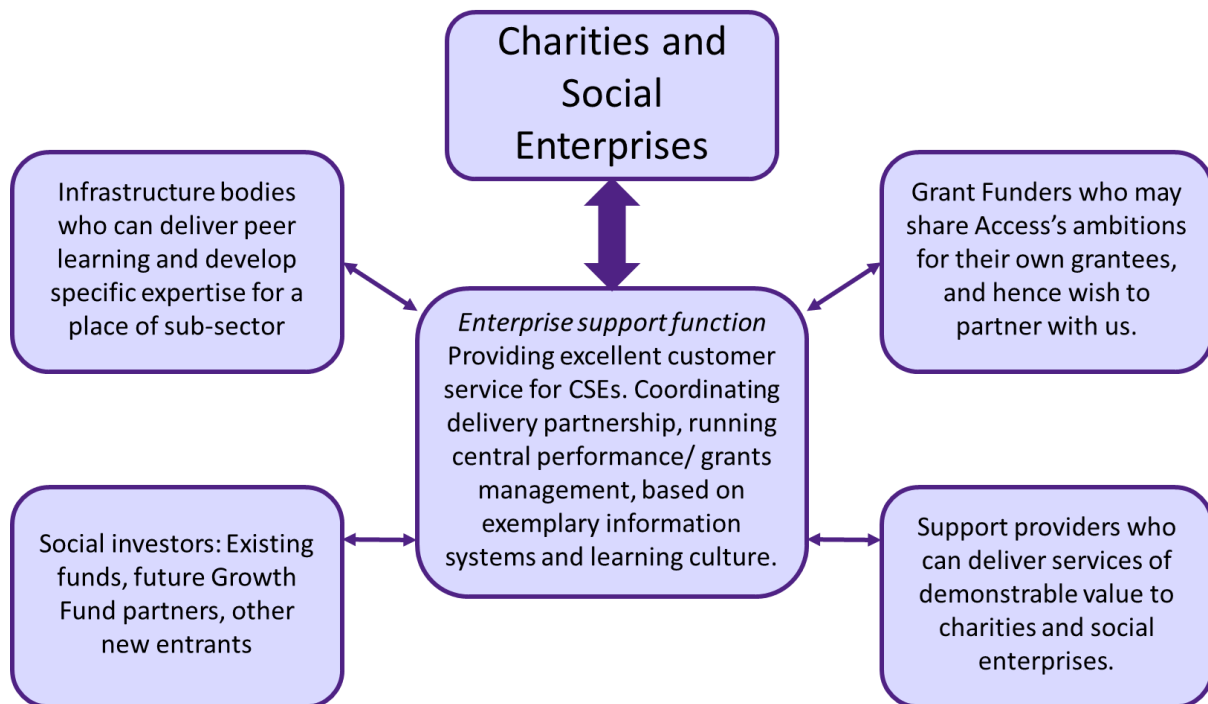 Charities and
Social
Enterprises
Infrastructure bodies
who can deliver peer
learning and develop
specific expertise for a
place of sub-sector
Grant Funders who may
share Access’s ambitions
for their own grantees,
and hence wish to
partner with us.
Enterprise support function
Providing excellent customer
service for CSEs. Coordinating
delivery partnership, running
central performance/ grants
management, based on
exemplary information
systems and learning culture.
Social investors: Existing
funds, future Growth
Fund partners, other
new entrants
Support providers who
can deliver services of
demonstrable value to
charities and social
enterprises.